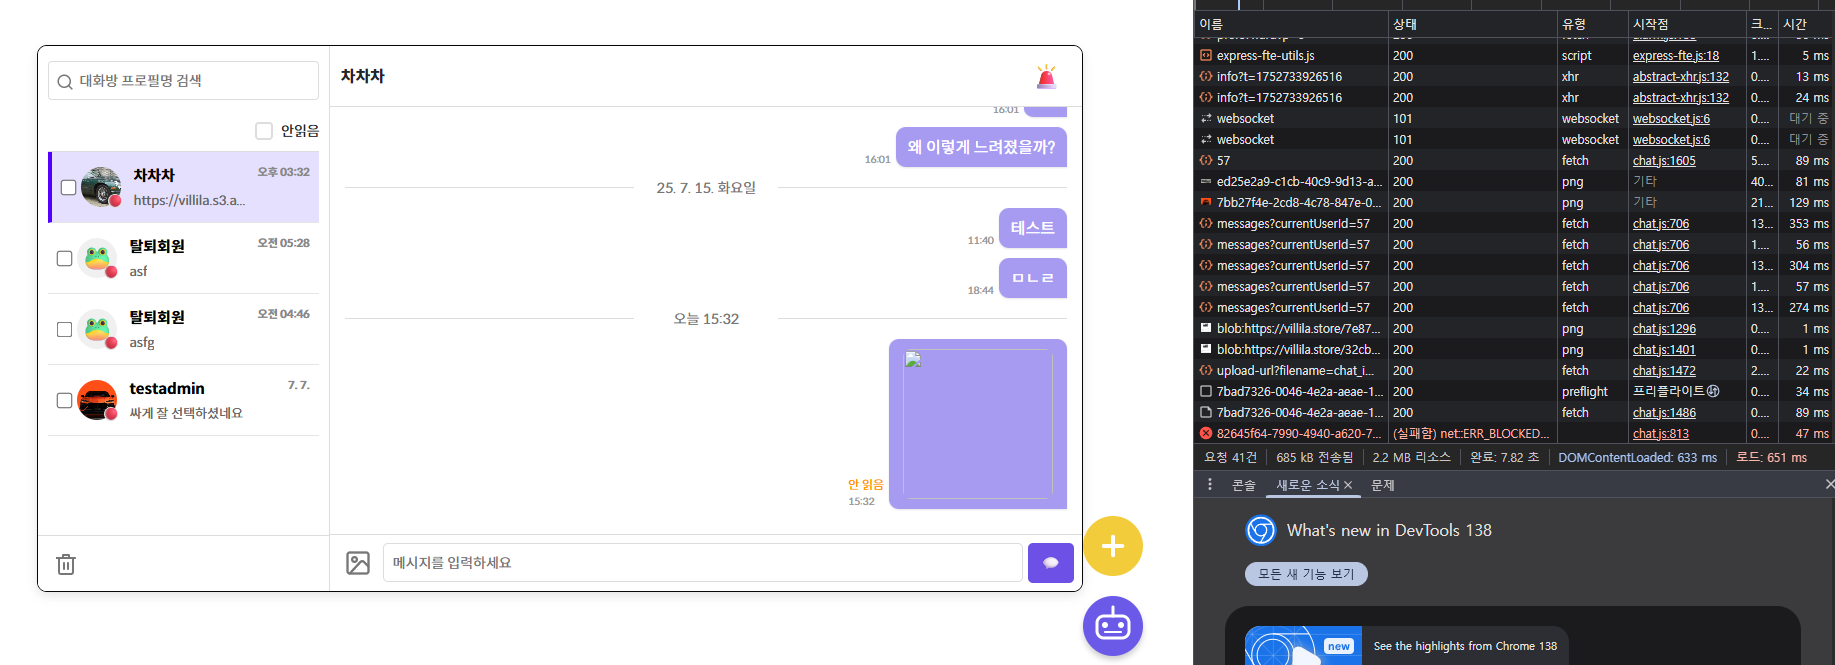 대화방 프로필명 검색
안읽음
차차차
오후 03:32
https://villila.s3.a...
탈퇴회원
오전 05:28
asf
탈퇴회원
오전 04:46
asfg
testadmin
7. 7.
싸게 잘 선택하셨네요
차차차
16:01
왜 이렇게 느려졌을까?
16:01
25. 7. 15. 화요일
테스트
11:40
ㅁㄴㄹ
18:44
오늘 15:32
안 읽음
15:32
메시지를 입력하세요
이름 상태 유형 시작점 크... 시간
express-fte-utils.js 200 script express-fte.js:18 1.... 5 ms
info?t=1752733926516 200 xhr abstract-xhr.js:132 0.... 13 ms
info?t=1752733926516 200 xhr abstract-xhr.js:132 0.... 24 ms
websocket 101 websocket websocket.js:6 0.... 대기 중
websocket 101 websocket websocket.js:6 0.... 대기 중
57 200 fetch chat.js:1605 5.... 89 ms
ed25e2a9-c1cb-40c9-9d13-a... 200 png 기타 40... 81 ms
7bb27f4e-2cd8-4c78-847e-0... 200 png 기타 21... 129 ms
messages?currentUserId=57 200 fetch chat.js:706 13... 353 ms
messages?currentUserId=57 200 fetch chat.js:706 1.... 56 ms
messages?currentUserId=57 200 fetch chat.js:706 13... 304 ms
messages?currentUserId=57 200 fetch chat.js:706 1.... 57 ms
messages?currentUserId=57 200 fetch chat.js:706 13... 274 ms
blob:https://villila.store/7e87... 200 png chat.js:1296 0.... 1 ms
blob:https://villila.store/32cb... 200 png chat.js:1401 0.... 1 ms
upload-url?filename=chat_i... 200 fetch chat.js:1472 2.... 22 ms
7bad7326-0046-4e2a-aeae-1... 200 preflight 프리플라이트 0.... 34 ms
7bad7326-0046-4e2a-aeae-1... 200 fetch chat.js:1486 0.... 89 ms
82645f64-7990-4940-a620-7... (실패함) net::ERR_BLOCKED... chat.js:813 0.... 47 ms
요청 41건 685 kB 전송됨 2.2 MB 리소스 완료: 7.82 초 DOMContentLoaded: 633 ms 로드: 651 ms
콘솔 새로운 소식 문제
What's new in DevTools 138
모든 새 기능 보기
new
See the highlights from Chrome 138